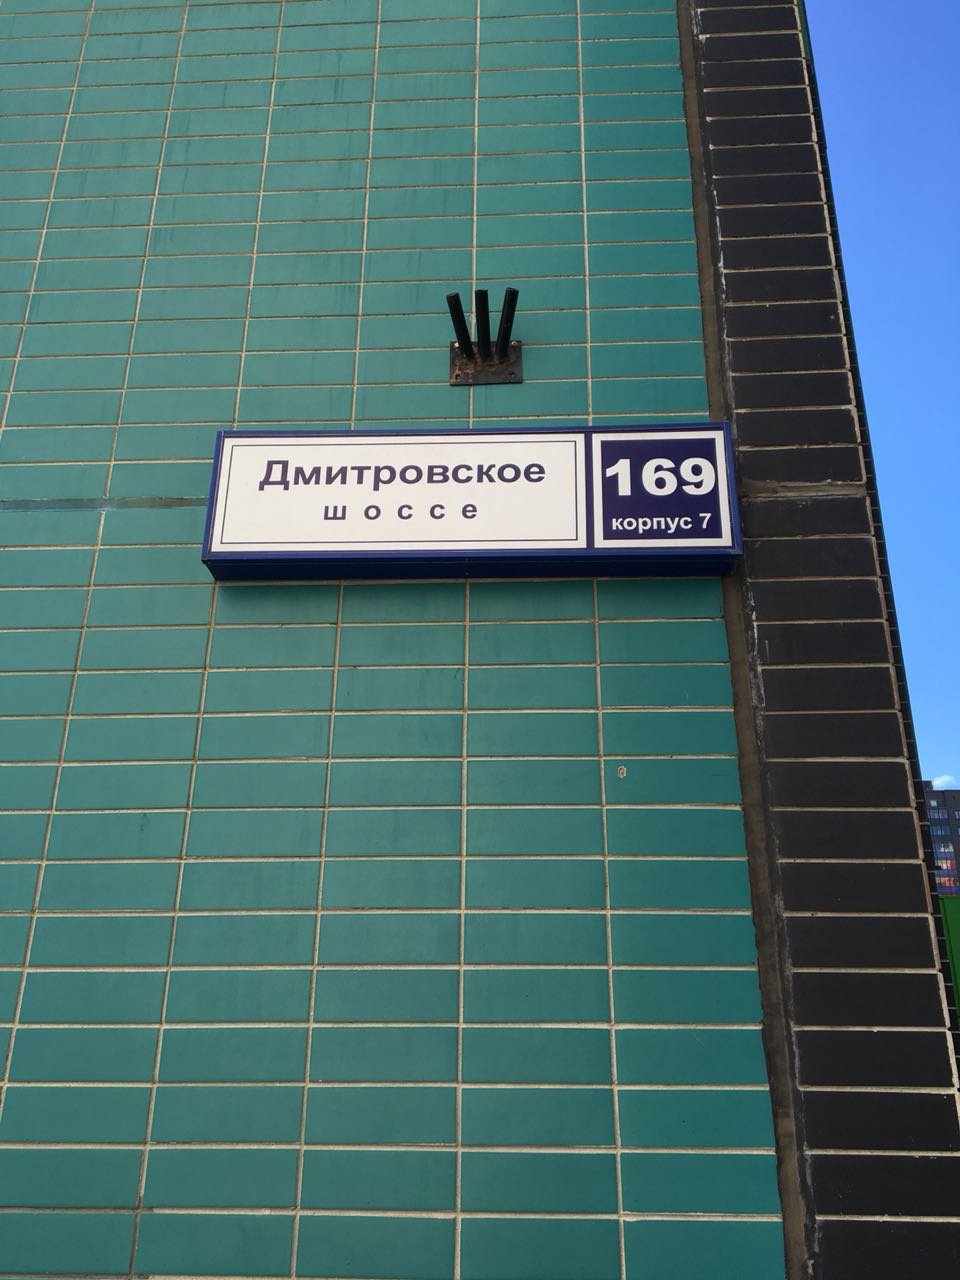 Дмитровское
шоссе
169
корпус 7